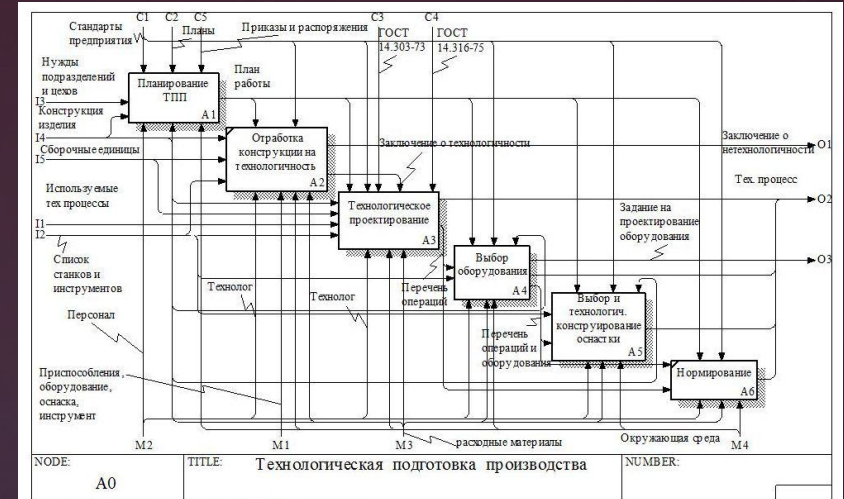 C1 C2 C5 C3 C4
Стандарты
предприятия
Планы
Приказы и распоряжения
ГОСТ
14.303-73
ГОСТ
14.316-75
Нужды
подразделений
и цехов
I3
Планирование
ТПП
A1
План
работы
Конструкция
изделия
I4
Сборочные единицы
I5
Отработка
конструкции на
технологичность
A2
Заключение о технологичности
Заключение о
нетехнологичности
O1
Тех. процесс
O2
Используемые
тех процессы
I1
I2
Технологическое
проектирование
A3
Задание на
проектирование
оборудования
O3
Список
станков и
инструментов
Выбор
оборудования
A4
Перечень
операций
Технолог
Технолог
Персонал
Выбор и
технологич.
конструирование
оснастки
A5
Перечень
операций и
оборудования
Приспособления,
оборудование,
оснаска,
инструмент
Нормирование
A6
расходные материалы
Окружающая среда
M2 M1 M3 M4
NODE:
A0
TITLE:
Технологическая подготовка производства
NUMBER: